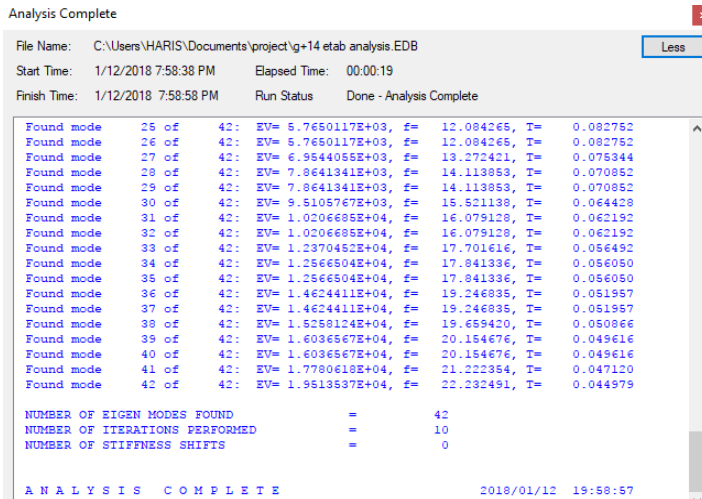 Analysis Complete
File Name: C:\Users\HARIS\Documents\project\g+14 etab analysis.EDB Less
Start Time: 1/12/2018 7:58:38 PM Elapsed Time: 00:00:19
Finish Time: 1/12/2018 7:58:58 PM Run Status Done - Analysis Complete
Found mode 25 of 42: EV= 5.7650117E+03, f= 12.084265, T= 0.082752
Found mode 26 of 42: EV= 5.7650117E+03, f= 12.084265, T= 0.082752
Found mode 27 of 42: EV= 6.9544055E+03, f= 13.272421, T= 0.075344
Found mode 28 of 42: EV= 7.8641341E+03, f= 14.113853, T= 0.070852
Found mode 29 of 42: EV= 7.8641341E+03, f= 14.113853, T= 0.070852
Found mode 30 of 42: EV= 9.5105767E+03, f= 15.521138, T= 0.064428
Found mode 31 of 42: EV= 1.0206685E+04, f= 16.079128, T= 0.062192
Found mode 32 of 42: EV= 1.0206685E+04, f= 16.079128, T= 0.062192
Found mode 33 of 42: EV= 1.2370452E+04, f= 17.701616, T= 0.056492
Found mode 34 of 42: EV= 1.2566504E+04, f= 17.841336, T= 0.056050
Found mode 35 of 42: EV= 1.2566504E+04, f= 17.841336, T= 0.056050
Found mode 36 of 42: EV= 1.4624411E+04, f= 19.246835, T= 0.051957
Found mode 37 of 42: EV= 1.4624411E+04, f= 19.246835, T= 0.051957
Found mode 38 of 42: EV= 1.5258124E+04, f= 19.659420, T= 0.050866
Found mode 39 of 42: EV= 1.6036567E+04, f= 20.154676, T= 0.049616
Found mode 40 of 42: EV= 1.6036567E+04, f= 20.154676, T= 0.049616
Found mode 41 of 42: EV= 1.7780618E+04, f= 21.222354, T= 0.047120
Found mode 42 of 42: EV= 1.9513537E+04, f= 22.232491, T= 0.044979
NUMBER OF EIGEN MODES FOUND = 42
NUMBER OF ITERATIONS PERFORMED = 10
NUMBER OF STIFFNESS SHIFTS = 0
A N A L Y S I S C O M P L E T E 2018/01/12 19:58:57